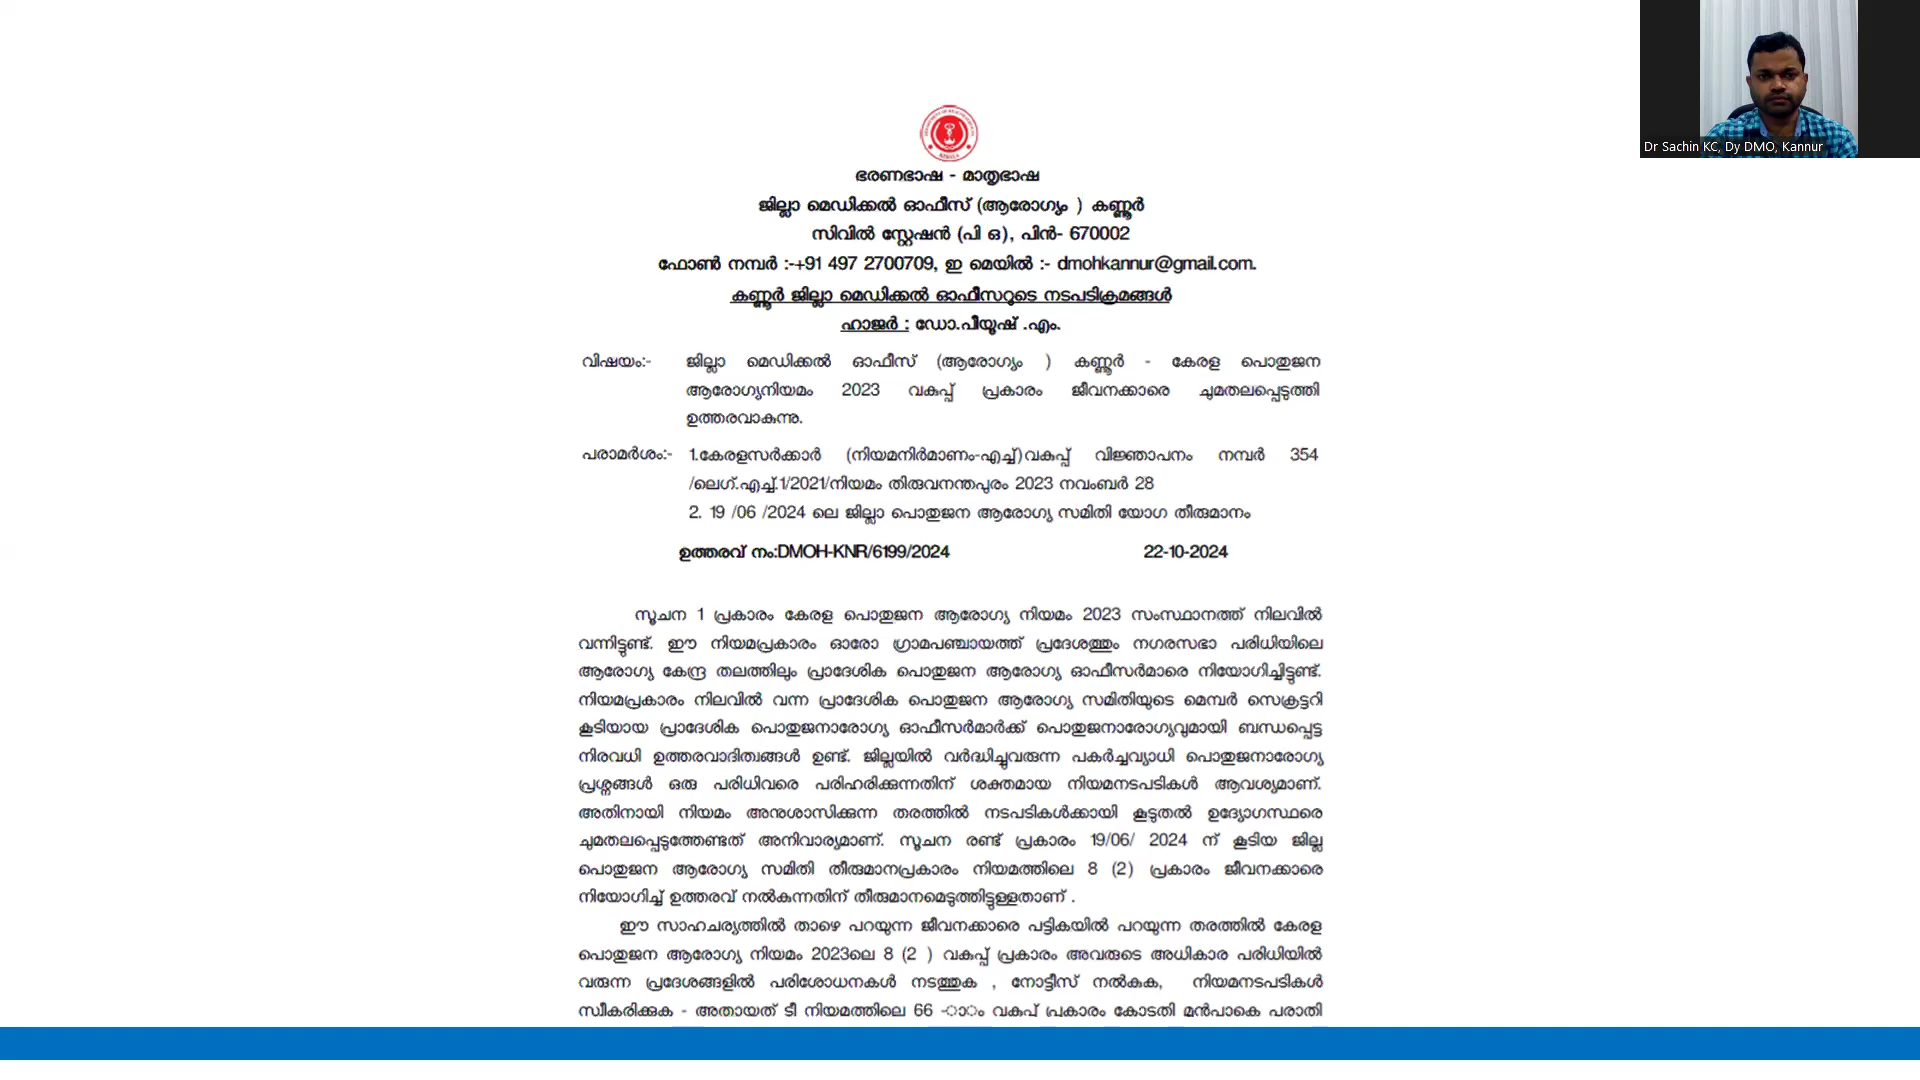 Dr Sachin KC, Dy DMO, Kannur
ഭരണഭാഷ - മാതൃഭാഷ
ജില്ലാ മെഡിക്കൽ ഓഫീസ് (ആരോഗ്യം ) കണ്ണൂർ
സിവിൽ സ്റ്റേഷൻ (പി ഒ), പിൻ- 670002
ഫോൺ നമ്പർ :-+91 497 2700709, ഇ മെയിൽ :- dmohkannur@gmail.com.
കണ്ണൂർ ജില്ലാ മെഡിക്കൽ ഓഫീസറുടെ നടപടിക്രമങ്ങൾ
ഹാജർ : ഡോ.പീയൂഷ് .എം.
വിഷയം:- ജില്ലാ മെഡിക്കൽ ഓഫീസ് (ആരോഗ്യം ) കണ്ണൂർ - കേരള പൊതുജന
ആരോഗ്യനിയമം 2023 വകുപ്പ് പ്രകാരം ജീവനക്കാരെ ചുമതലപ്പെടുത്തി
ഉത്തരവാകുന്നു.
പരാമർശം:- 1.കേരളസർക്കാർ (നിയമനിർമാണം-എച്ച്)വകുപ്പ് വിജ്ഞാപനം നമ്പർ 354
/ലെഗ്.എച്ച്.1/2021/നിയമം തിരുവനന്തപുരം 2023 നവംബർ 28
2. 19 /06 /2024 ലെ ജില്ലാ പൊതുജന ആരോഗ്യ സമിതി യോഗ തീരുമാനം
ഉത്തരവ് നം:DMOH-KNR/6199/2024 22-10-2024
സൂചന 1 പ്രകാരം കേരള പൊതുജന ആരോഗ്യ നിയമം 2023 സംസ്ഥാനത്ത് നിലവിൽ
വന്നിട്ടുണ്ട്. ഈ നിയമപ്രകാരം ഓരോ ഗ്രാമപഞ്ചായത്ത് പ്രദേശത്തും നഗരസഭാ പരിധിയിലെ
ആരോഗ്യ കേന്ദ്ര തലത്തിലും പ്രാദേശിക പൊതുജന ആരോഗ്യ ഓഫീസർമാരെ നിയോഗിച്ചിട്ടുണ്ട്.
നിയമപ്രകാരം നിലവിൽ വന്ന പ്രാദേശിക പൊതുജന ആരോഗ്യ സമിതിയുടെ മെമ്പർ സെക്രട്ടറി
കൂടിയായ പ്രാദേശിക പൊതുജനാരോഗ്യ ഓഫീസർമാർക്ക് പൊതുജനാരോഗ്യവുമായി ബന്ധപ്പെട്ട
നിരവധി ഉത്തരവാദിത്വങ്ങൾ ഉണ്ട്. ജില്ലയിൽ വർദ്ധിച്ചുവരുന്ന പകർച്ചവ്യാധി പൊതുജനാരോഗ്യ
പ്രശ്നങ്ങൾ ഒരു പരിധിവരെ പരിഹരിക്കുന്നതിന് ശക്തമായ നിയമനടപടികൾ ആവശ്യമാണ്.
അതിനായി നിയമം അനുശാസിക്കുന്ന തരത്തിൽ നടപടികൾക്കായി കൂടുതൽ ഉദ്യോഗസ്ഥരെ
ചുമതലപ്പെടുത്തേണ്ടത് അനിവാര്യമാണ്. സൂചന രണ്ട് പ്രകാരം 19/06/ 2024 ന് കൂടിയ ജില്ല
പൊതുജന ആരോഗ്യ സമിതി തീരുമാനപ്രകാരം നിയമത്തിലെ 8 (2) പ്രകാരം ജീവനക്കാരെ
നിയോഗിച്ച് ഉത്തരവ് നൽകുന്നതിന് തീരുമാനമെടുത്തിട്ടുള്ളതാണ് .
ഈ സാഹചര്യത്തിൽ താഴെ പറയുന്ന ജീവനക്കാരെ പട്ടികയിൽ പറയുന്ന തരത്തിൽ കേരള
പൊതുജന ആരോഗ്യ നിയമം 2023ലെ 8 (2 ) വകുപ്പ് പ്രകാരം അവരുടെ അധികാര പരിധിയിൽ
വരുന്ന പ്രദേശങ്ങളിൽ പരിശോധനകൾ നടത്തുക , നോട്ടീസ് നൽകുക, നിയമനടപടികൾ
സ്വീകരിക്കുക - അതായത് ടീ നിയമത്തിലെ 66 -ാാം വകുപ് പ്രകാരം കോടതി മൻപാകെ പരാതി